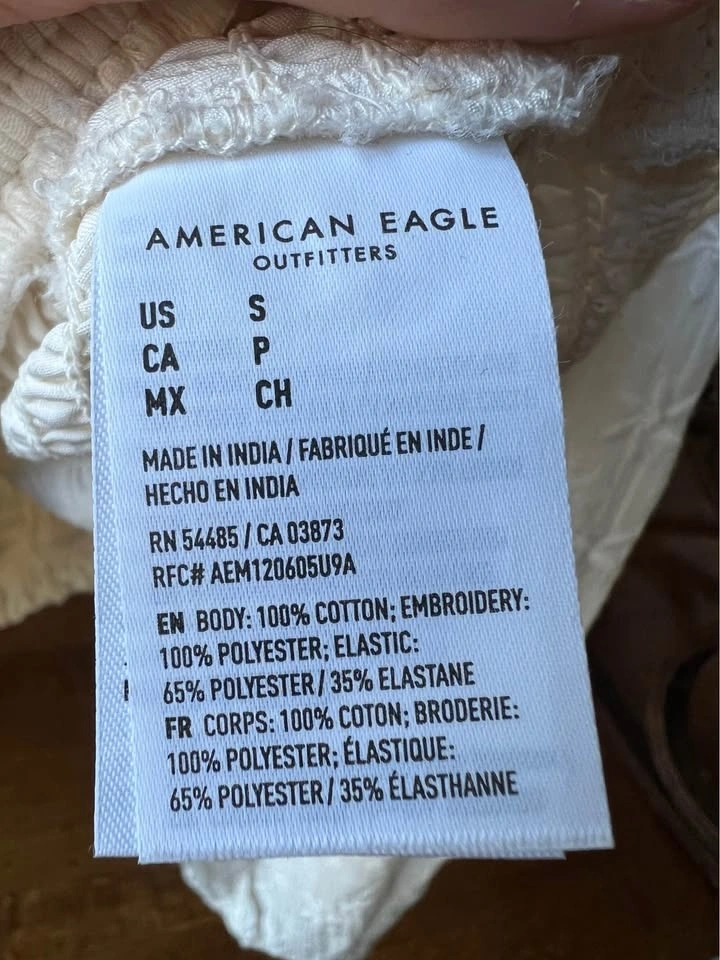 AMERICAN EAGLE
OUTFITTERS
US S
CA P
MX CH
MADE IN INDIA / FABRIQUÉ EN INDE /
HECHO EN INDIA
RN 54485 / CA 03873
RFC# AEM120605U9A
EN BODY: 100% COTTON; EMBROIDERY:
100% POLYESTER; ELASTIC:
65% POLYESTER / 35% ELASTANE
FR CORPS: 100% COTON; BRODERIE:
100% POLYESTER; ÉLASTIQUE:
65% POLYESTER / 35% ÉLASTHANNE